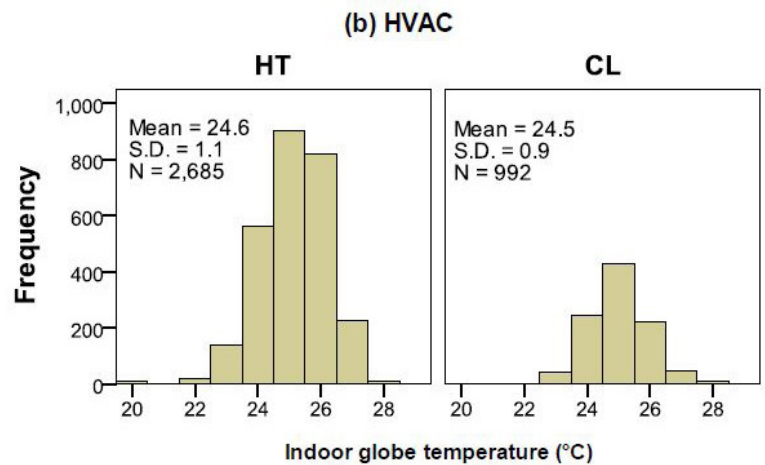 (b) HVAC
HT
CL
Frequency
1,000
800
600
400
200
0
Mean = 24.6
S.D. = 1.1
N = 2,685
Mean = 24.5
S.D. = 0.9
N = 992
20 22 24 26 28
20 22 24 26 28
Indoor globe temperature (°C)